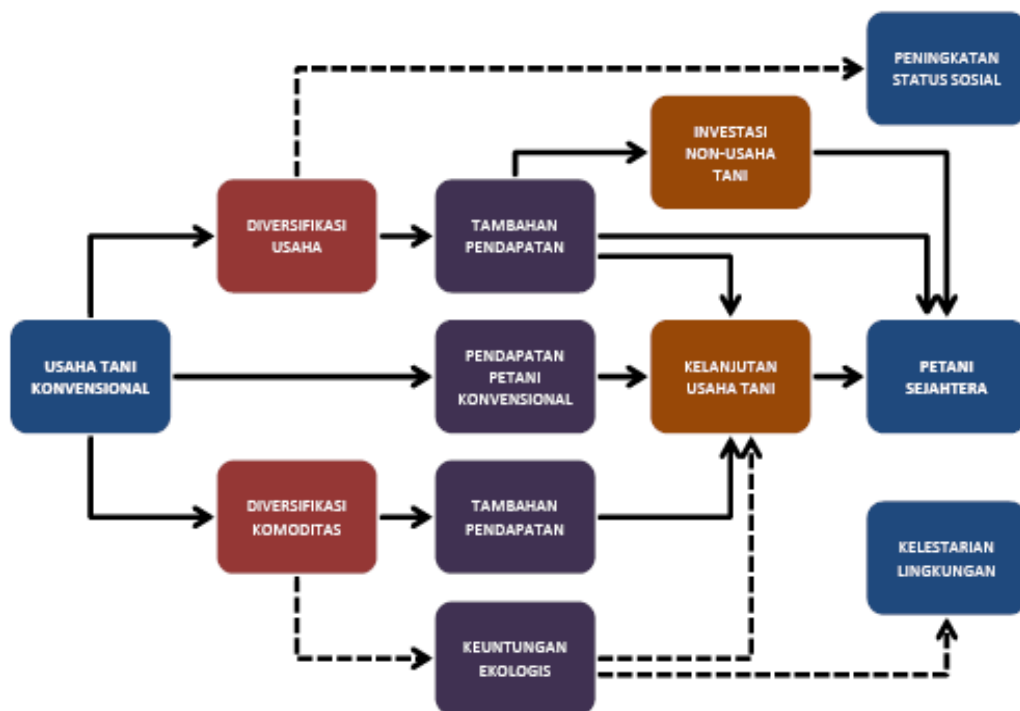 PENINGKATAN
STATUS SOSIAL
INVESTASI
NON-USAHA
TANI
DIVERSIFIKASI
USAHA
TAMBAHAN
PENDAPATAN
USAHA TANI
KONVENSIONAL
PENDAPATAN
PETANI
KONVENSIONAL
KELANJUTAN
USAHA TANI
PETANI
SEJAHTERA
DIVERSIFIKASI
KOMODITAS
TAMBAHAN
PENDAPATAN
KELESTARIAN
LINGKUNGAN
KEUNTUNGAN
EKOLOGIS